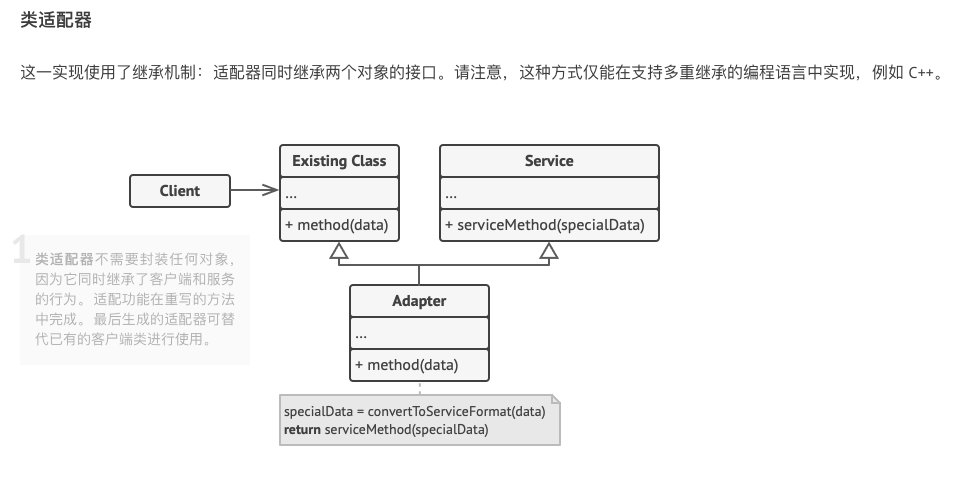 类适配器
这一实现使用了继承机制：适配器同时继承两个对象的接口。请注意，这种方式仅能在支持多重继承的编程语言中实现，例如 C++。
Existing Class
Service
Client
...
...
+ method(data)
+ serviceMethod(specialData)
1
类适配器不需要封装任何对象，
因为它同时继承了客户端和服务
的行为。适配功能在重写的方法
中完成。最后生成的适配器可替
代已有的客户端类进行使用。
Adapter
...
+ method(data)
specialData = convertToServiceFormat(data)
return serviceMethod(specialData)